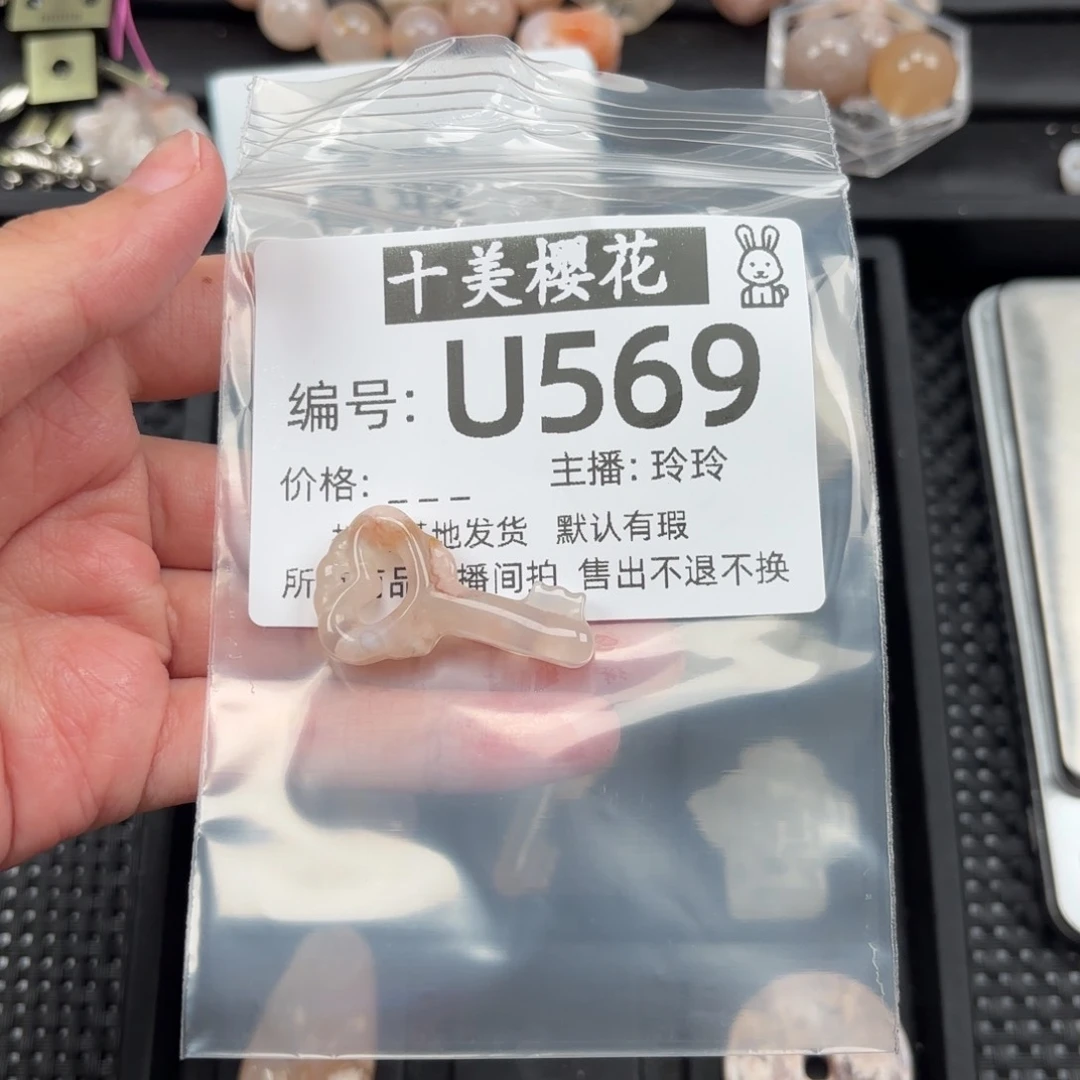 十美樱花
编号: U569
价格: _ _ _ 主播: 玲玲
地发货 默认有瑕
所 品 播间拍 售出不退不换